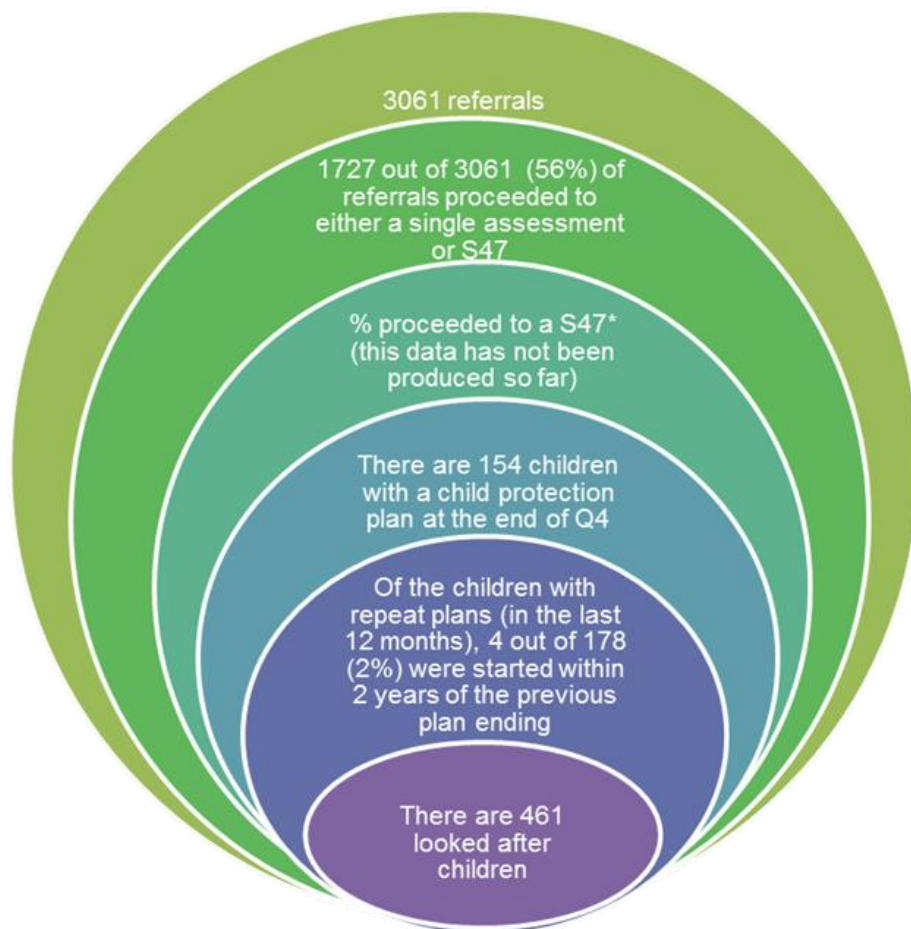 3061 referrals
1727 out of 3061 (56%) of
referrals proceeded to
either a single assessment
or S47
% proceeded to a S47*
(this data has not been
produced so far)
There are 154 children
with a child protection
plan at the end of Q4
Of the children with
repeat plans (in the last
12 months), 4 out of 178
(2%) were started within
2 years of the previous
plan ending
There are 461
looked after
children